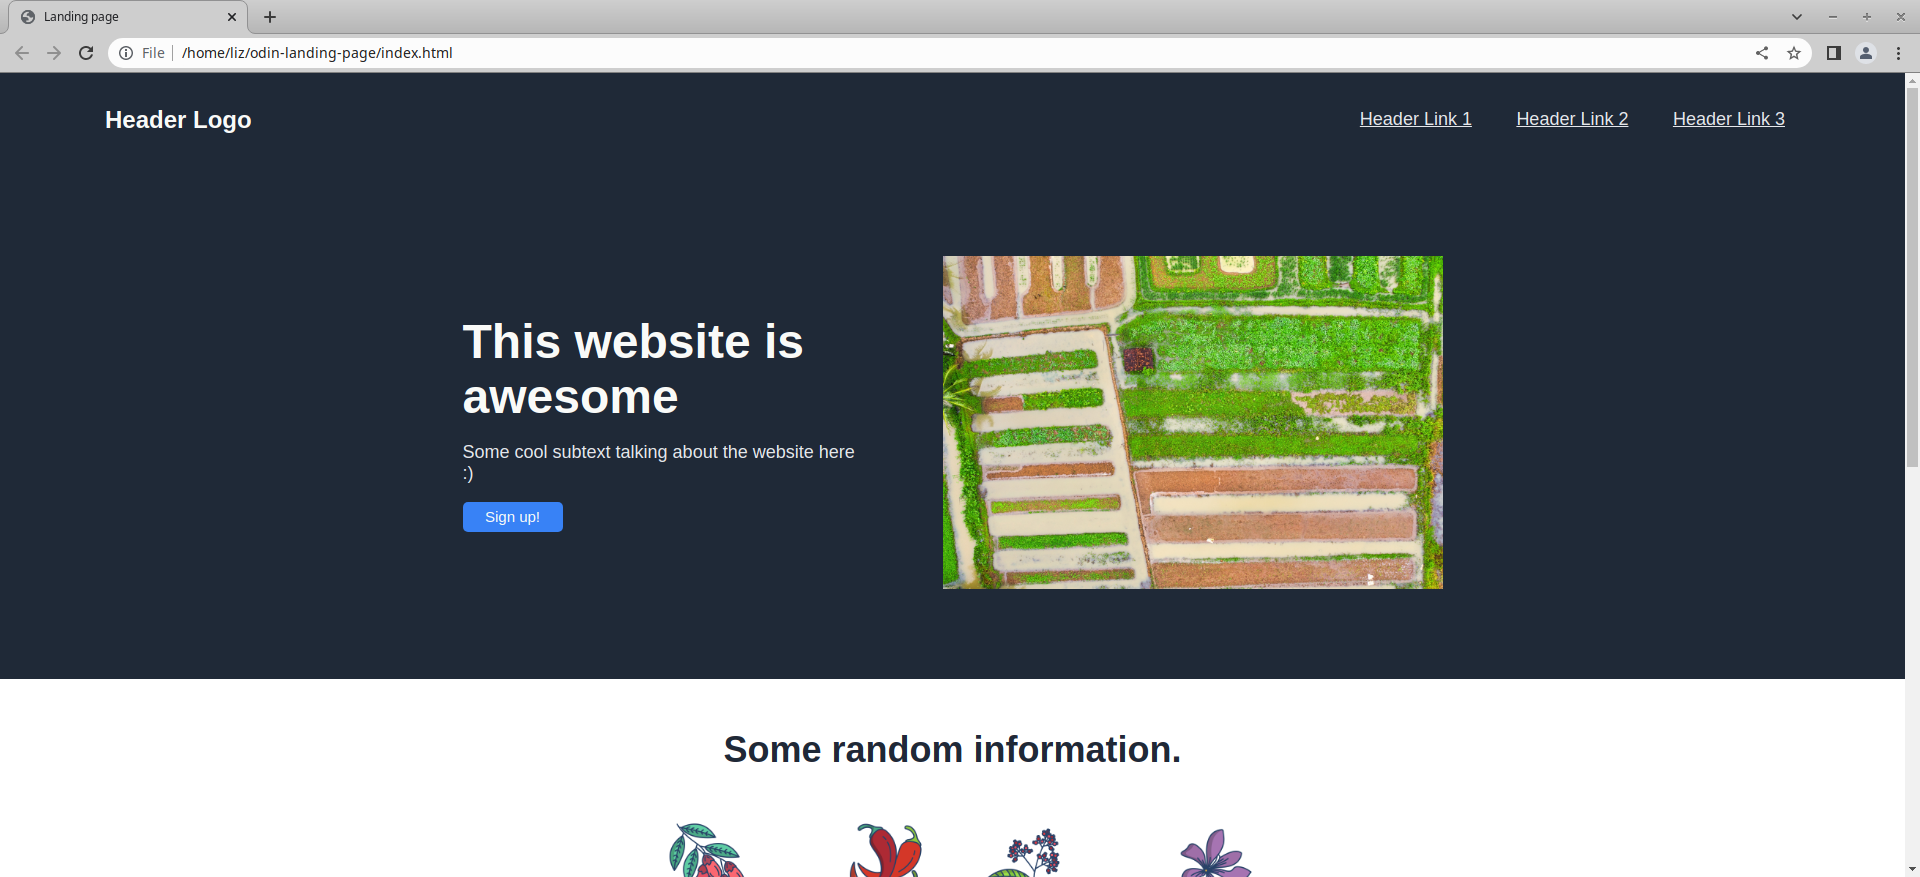 Landing page
File
/home/liz/odin-landing-page/index.html
Header Logo
Header Link 1
Header Link 2
Header Link 3
This website is
awesome
Some cool subtext talking about the website here
:)
Sign up!
Some random information.